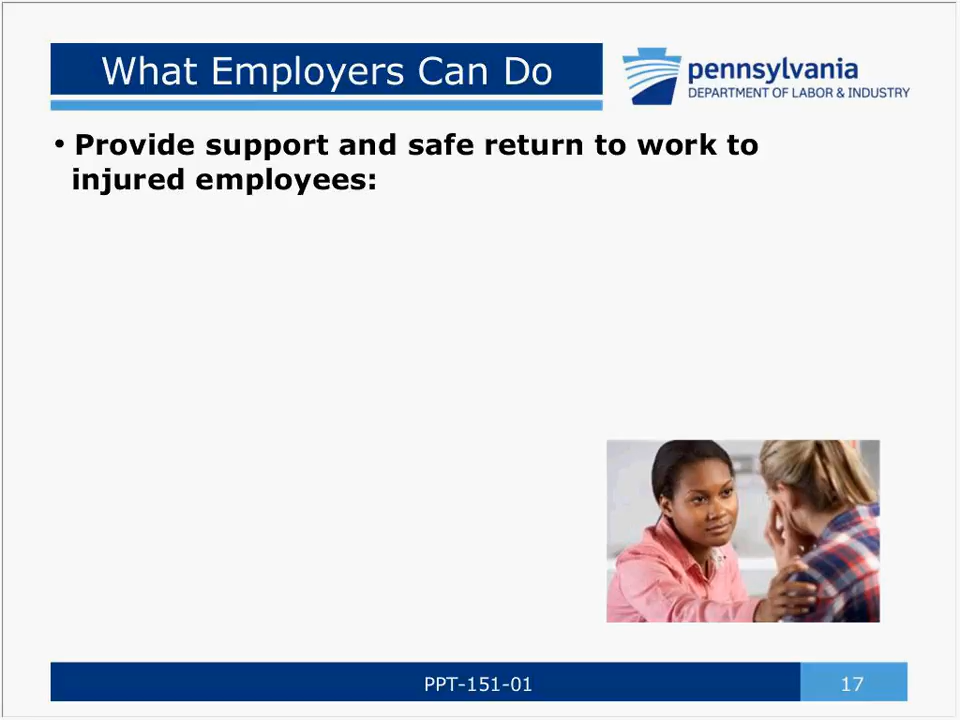 What Employers Can Do
pennsylvania
DEPARTMENT OF LABOR & INDUSTRY
• Provide support and safe return to work to
injured employees:
PPT-151-01
17